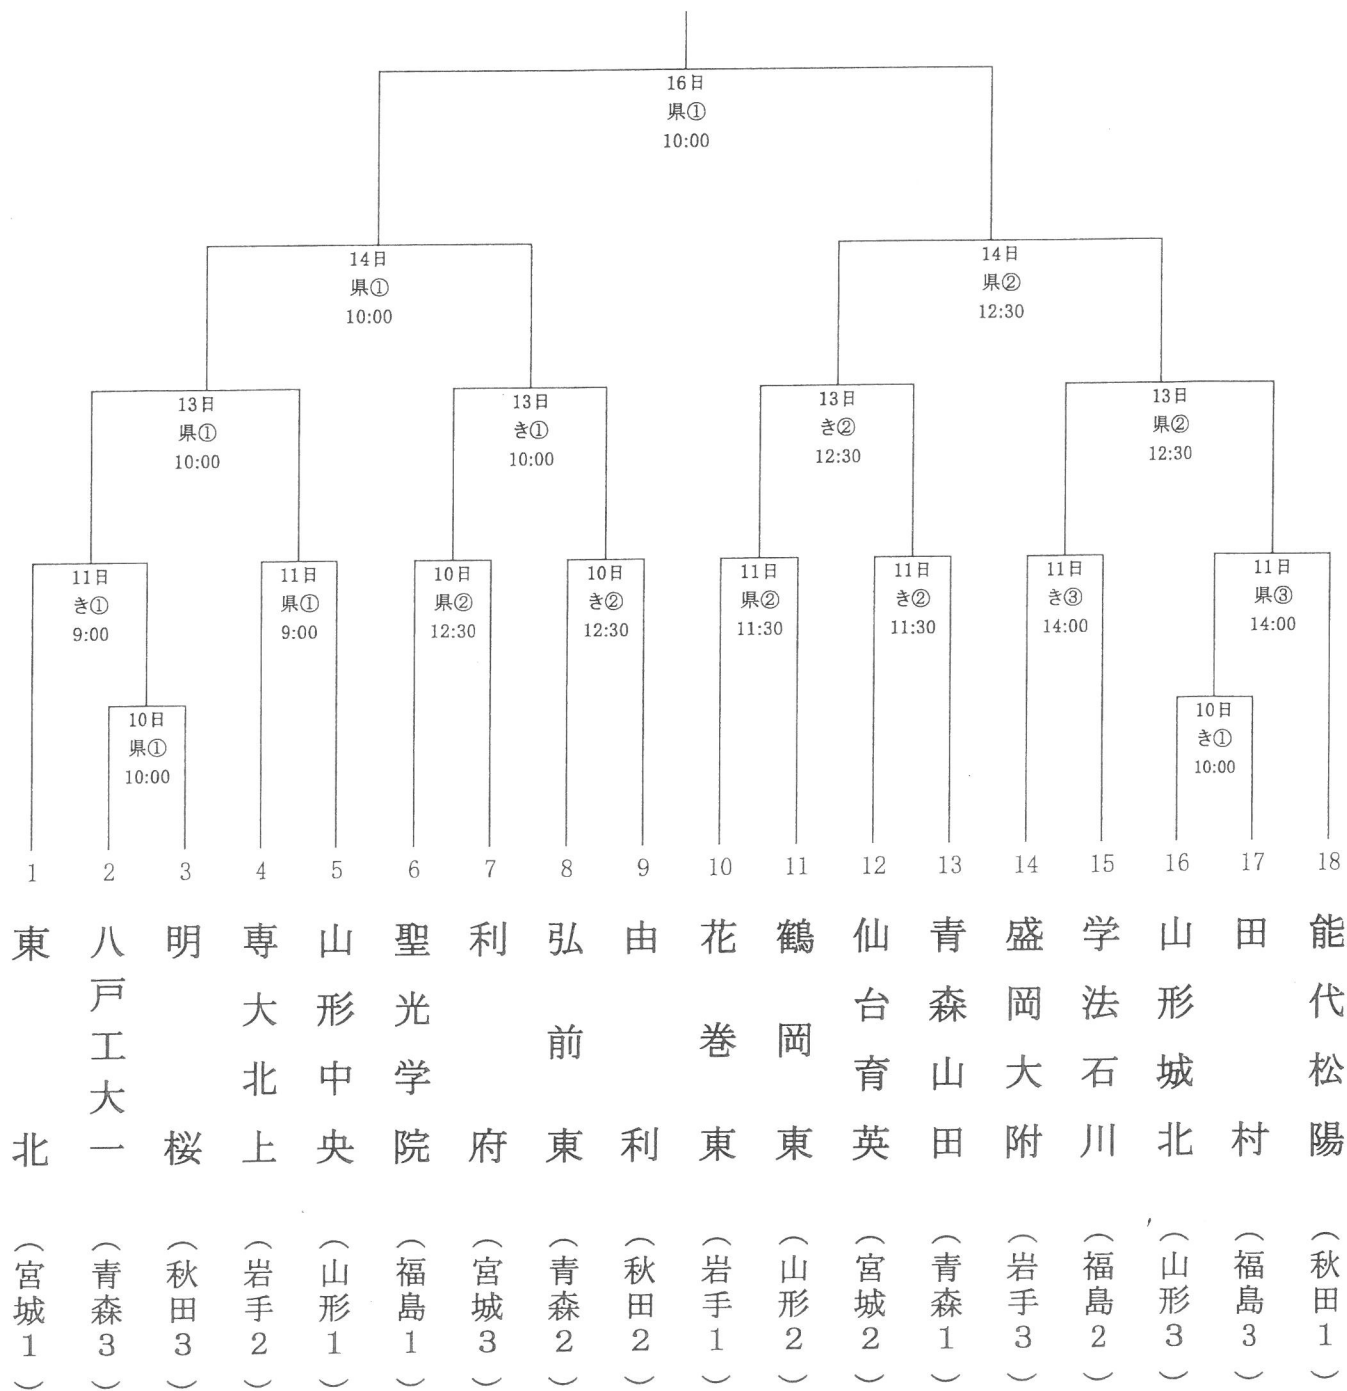 16日
県①
10:00
14日
県①
10:00
14日
県②
12:30
13日
県①
10:00
13日
き①
10:00
13日
き②
12:30
13日
県②
12:30
11日
き①
9:00
11日
県①
9:00
10日
県②
12:30
10日
き②
12:30
11日
県②
11:30
11日
き②
11:30
11日
き③
14:00
11日
県③
14:00
10日
県①
10:00
10日
き①
10:00
1 東北（宮城1）
2 八戸工大一（青森3）
3 明桜（秋田3）
4 専大北上（岩手2）
5 山形中央（山形1）
6 聖光学院（福島1）
7 利府（宮城3）
8 弘前東（青森2）
9 由利（秋田2）
10 花巻東（岩手1）
11 鶴岡東（山形2）
12 仙台育英（宮城2）
13 青森山田（青森1）
14 盛岡大附（岩手3）
15 学法石川（福島2）
16 山形城北（山形3）
17 田村（福島3）
18 能代松陽（秋田1）